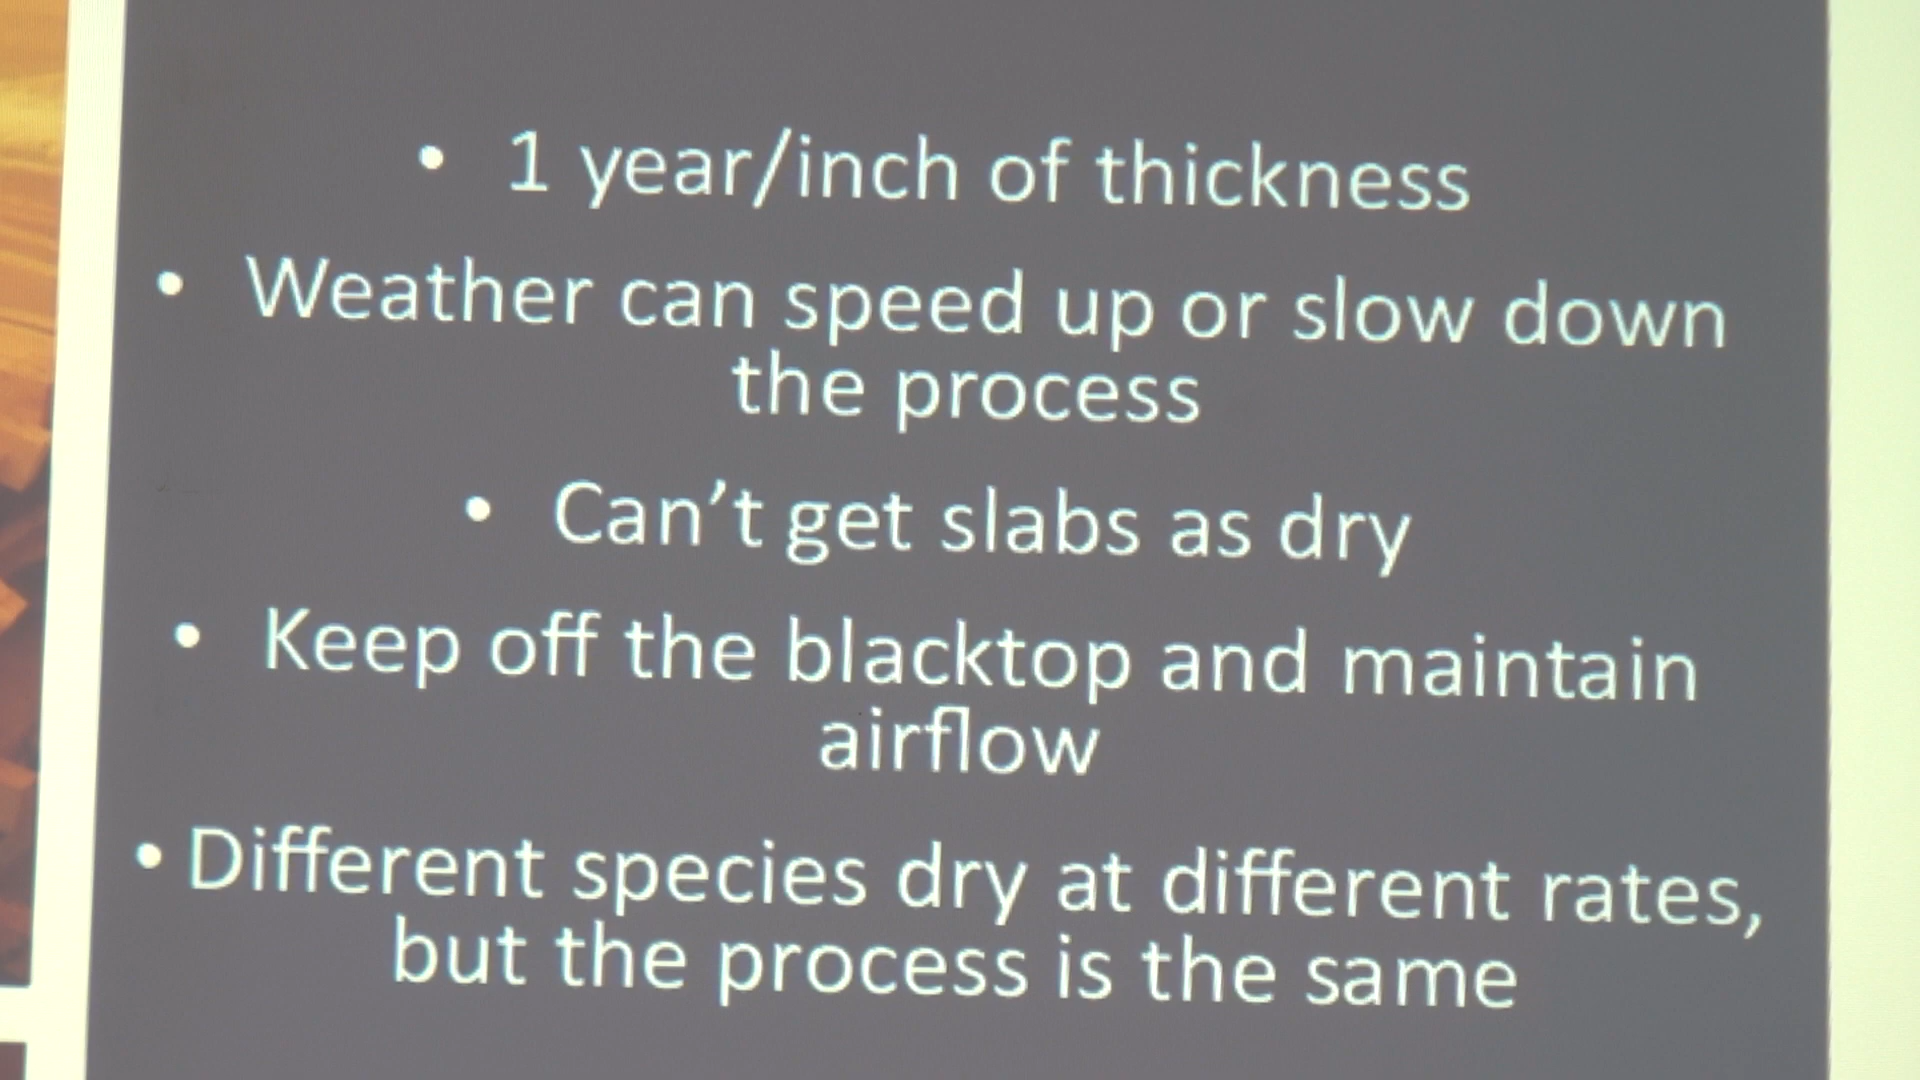 • 1 year/inch of thickness
• Weather can speed up or slow down
the process
• Can't get slabs as dry
• Keep off the blacktop and maintain
airflow
• Different species dry at different rates,
but the process is the same